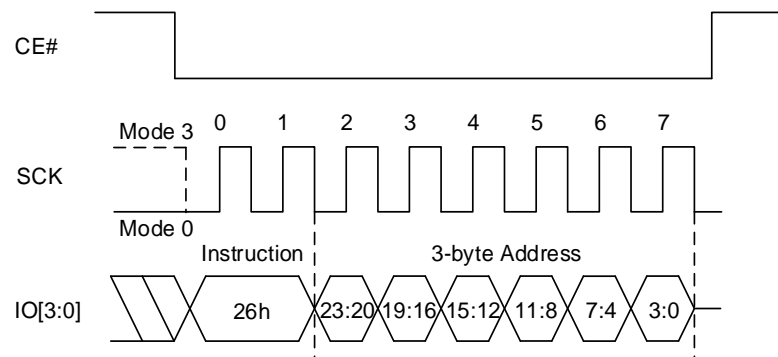 CE#
0 1 2 3 4 5 6 7
Mode 3
SCK
Mode 0
Instruction 3-byte Address
IO[3:0] 26h 23:20 19:16 15:12 11:8 7:4 3:0